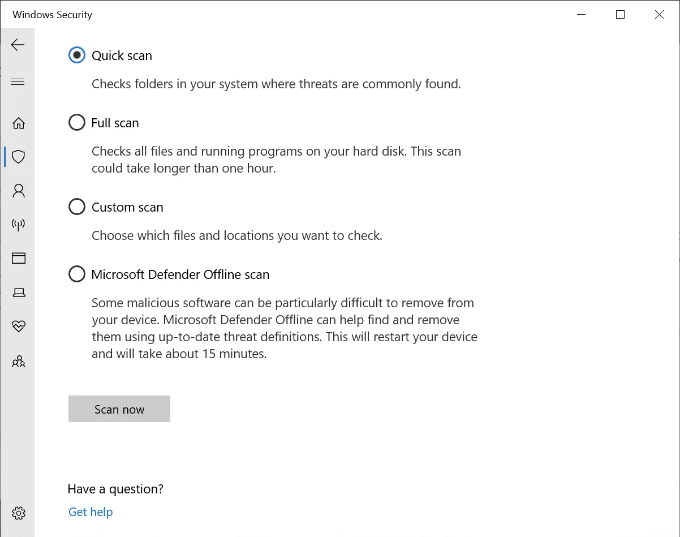 Windows Security
Quick scan
Checks folders in your system where threats are commonly found.
Full scan
Checks all files and running programs on your hard disk. This scan
could take longer than one hour.
Custom scan
Choose which files and locations you want to check.
Microsoft Defender Offline scan
Some malicious software can be particularly difficult to remove from
your device. Microsoft Defender Offline can help find and remove
them using up-to-date threat definitions. This will restart your device
and will take about 15 minutes.
Scan now
Have a question?
Get help